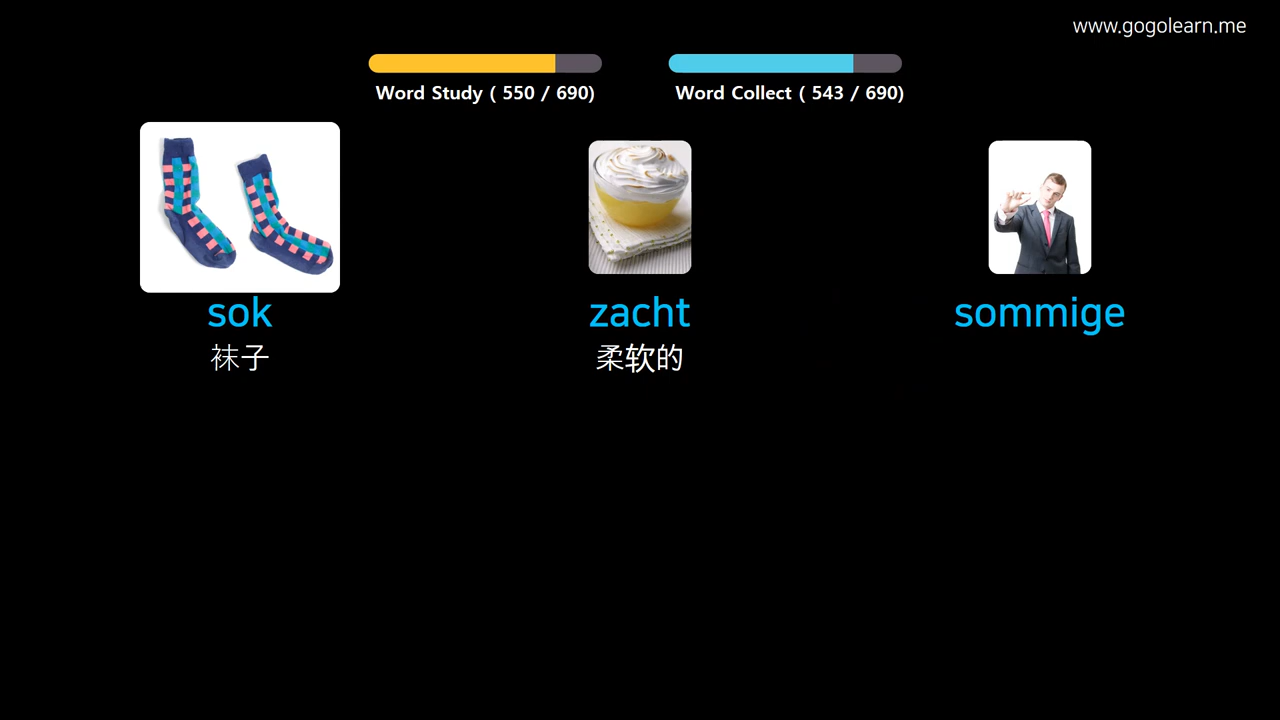 www.gogolearn.me
Word Study ( 550 / 690)
Word Collect ( 543 / 690)
sok
袜子
zacht
柔软的
sommige